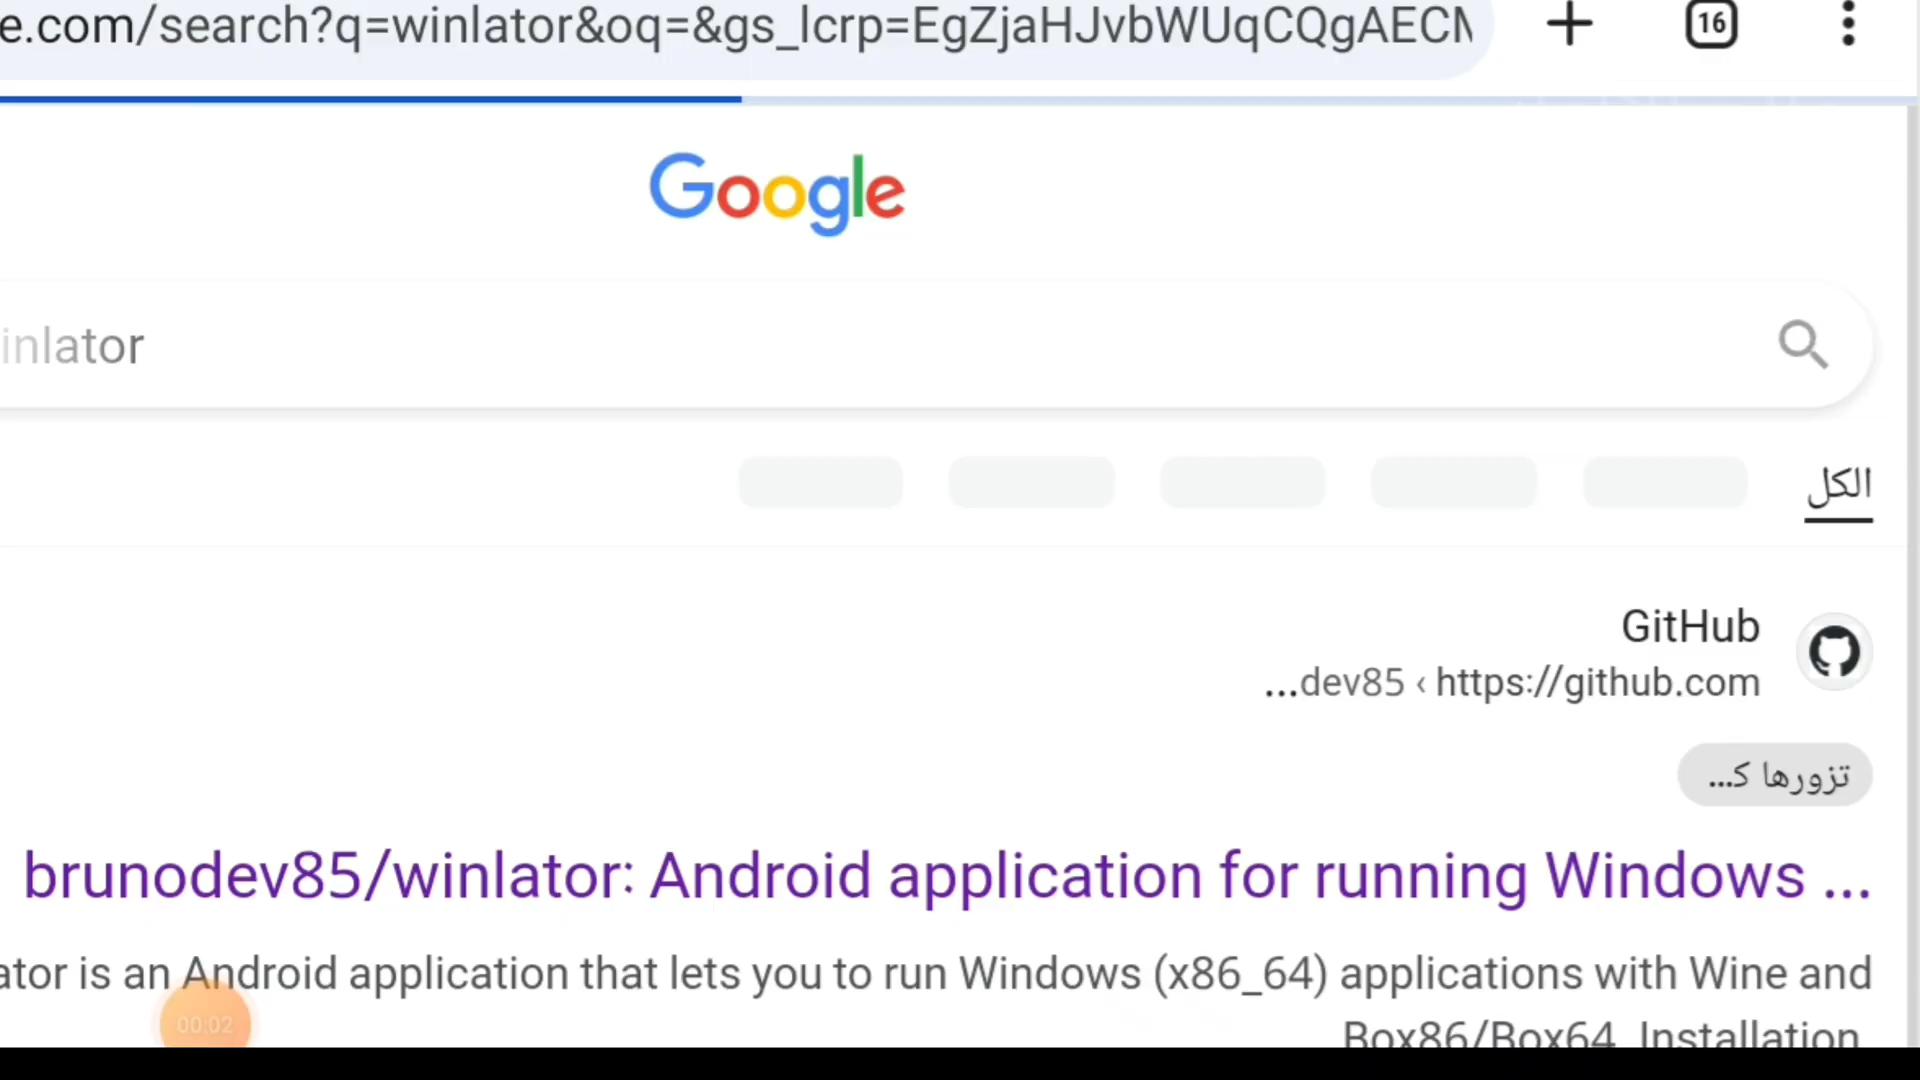 e.com/search?q=winlator&oq=&gs_lcrp=EgZjaHJvbWUqCQgAECM
16
Google
inlator
الكل
GitHub
https://github.com › dev85...
تزورها ك...
brunodev85/winlator: Android application for running Windows ...
ator is an Android application that lets you to run Windows (x86_64) applications with Wine and
Box86/Box64. Installation
00:02